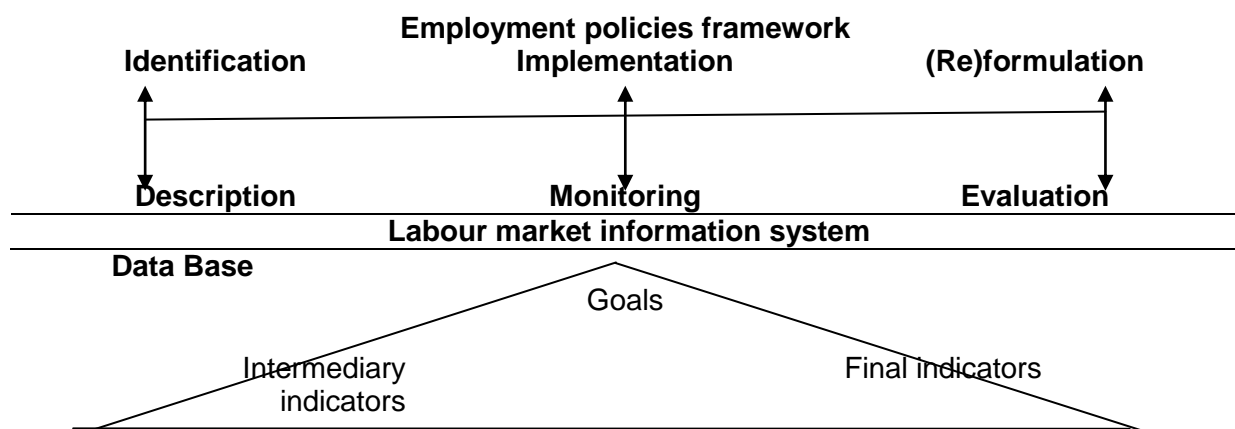 Employment policies framework
Identification Implementation (Re)formulation
Description Monitoring Evaluation
Labour market information system
Data Base
Goals
Intermediary Final indicators
indicators